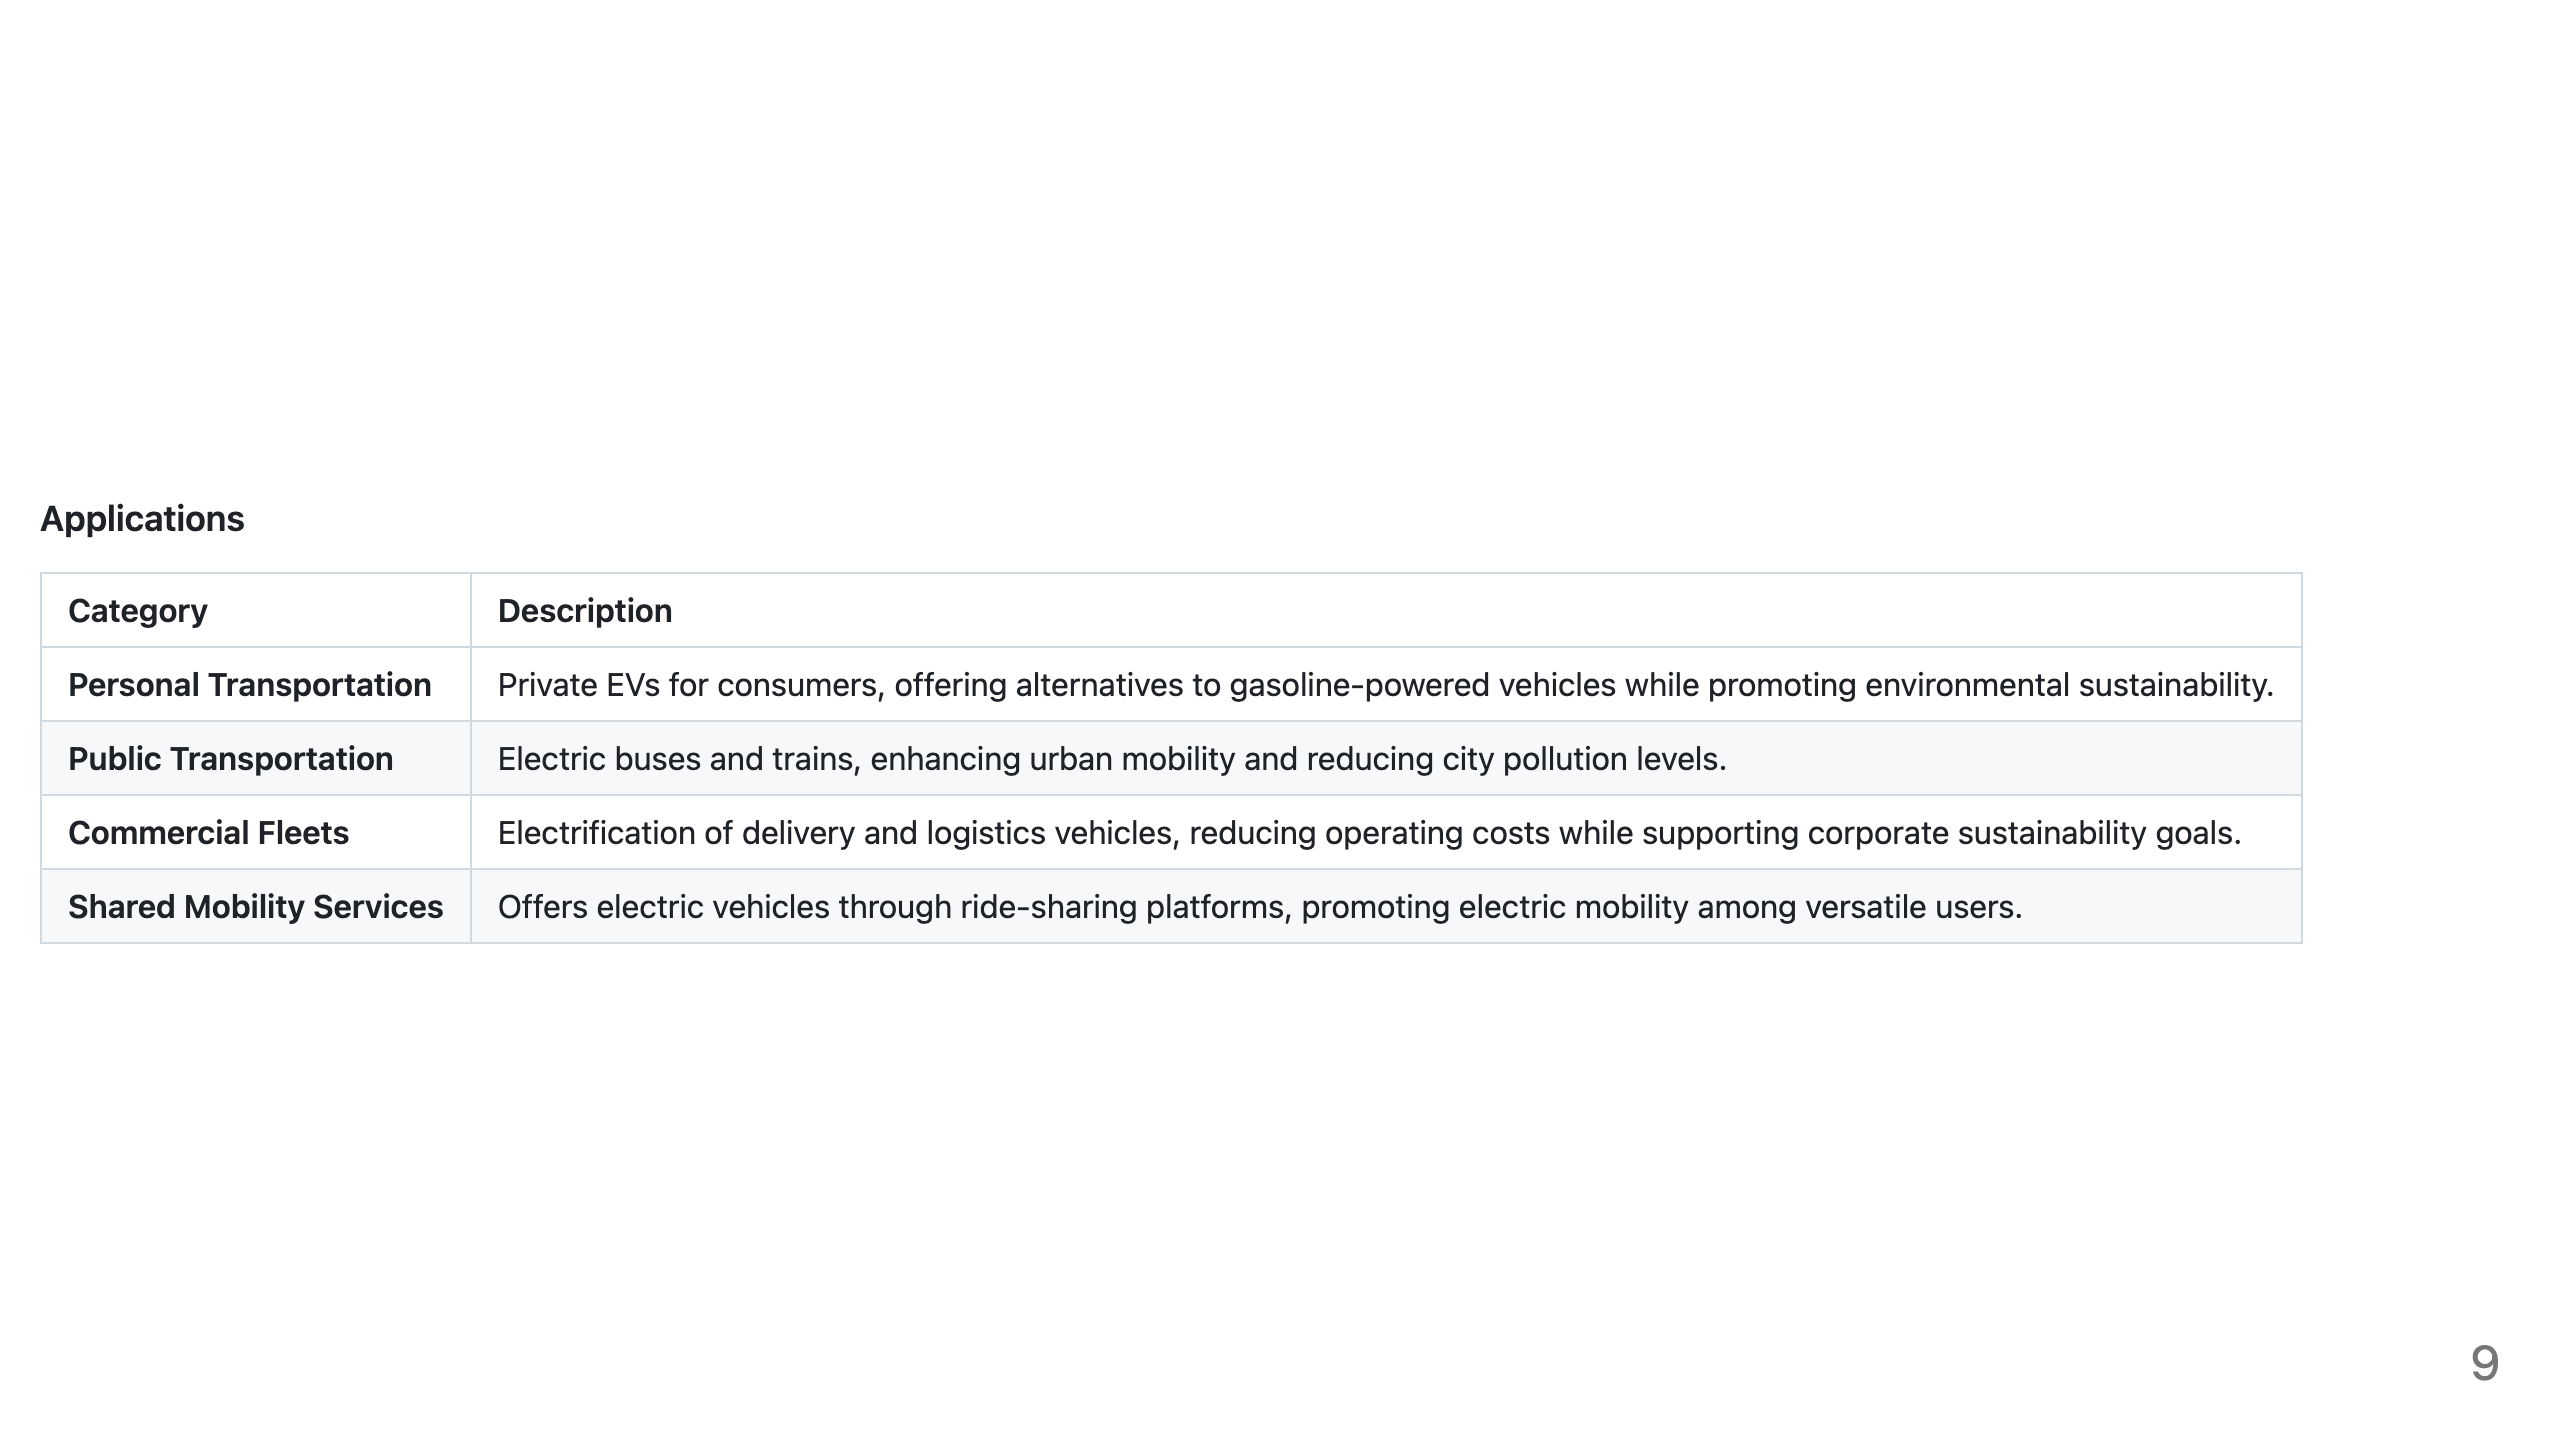 Applications
Category Description
Personal Transportation Private EVs for consumers, offering alternatives to gasoline-powered vehicles while promoting environmental sustainability.
Public Transportation Electric buses and trains, enhancing urban mobility and reducing city pollution levels.
Commercial Fleets Electrification of delivery and logistics vehicles, reducing operating costs while supporting corporate sustainability goals.
Shared Mobility Services Offers electric vehicles through ride-sharing platforms, promoting electric mobility among versatile users.
9